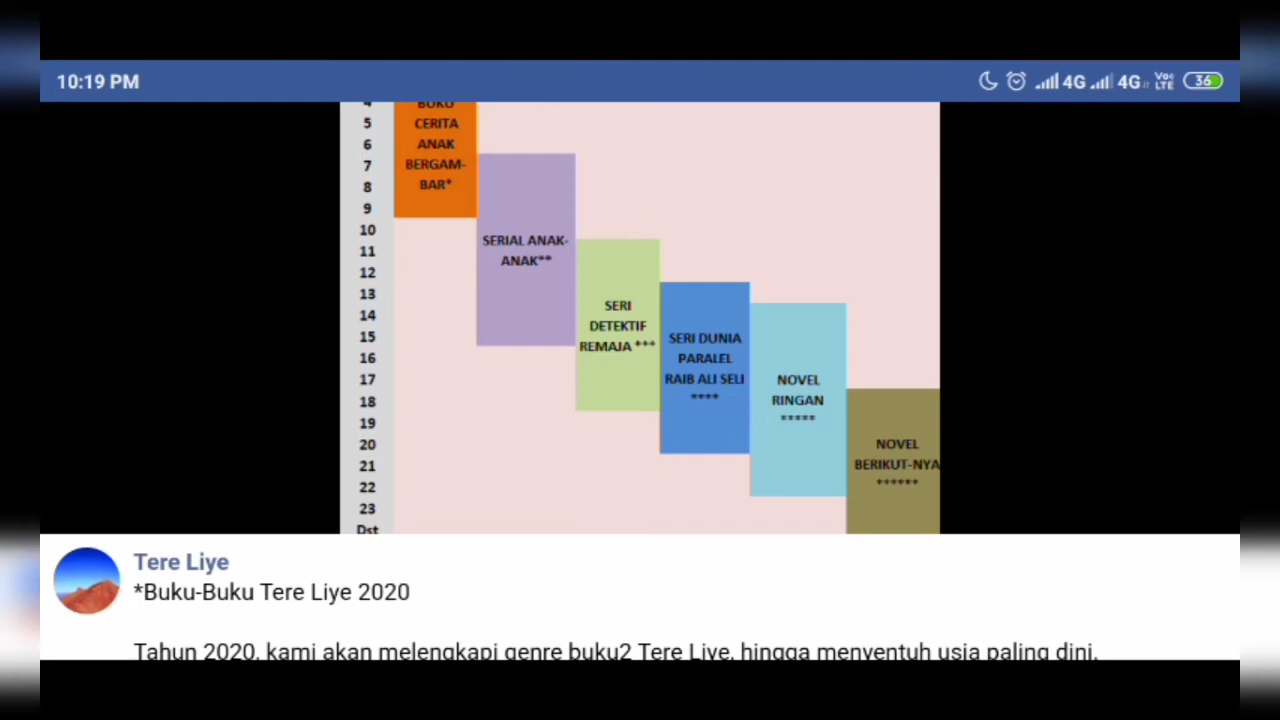 10:19 PM
4G 4G Vo LTE 36
4
5
6
7
8
9
10
11
12
13
14
15
16
17
18
19
20
21
22
23
Dst
BUKU
CERITA
ANAK
BERGAM-
BAR*
SERIAL ANAK-
ANAK**
SERI
DETEKTIF
REMAJA ***
SERI DUNIA
PARALEL
RAIB ALI SELI
****
NOVEL
RINGAN
*****
NOVEL
BERIKUT-NYA
******
Tere Liye
*Buku-Buku Tere Liye 2020
Tahun 2020, kami akan melengkapi genre buku2 Tere Liye, hingga menyentuh usia paling dini.